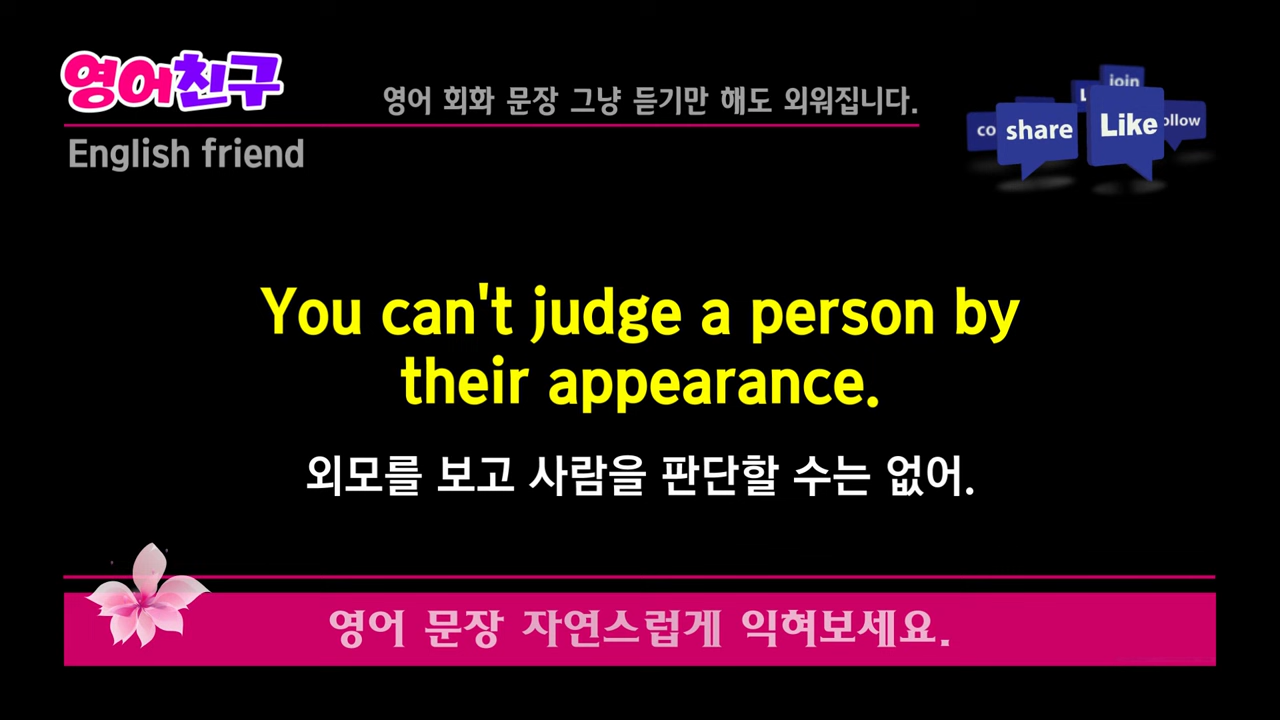 영어친구
영어 회화 문장 그냥 듣기만 해도 외워집니다.
English friend
join
share
Like
You can't judge a person by
their appearance.
외모를 보고 사람을 판단할 수는 없어.
영어 문장 자연스럽게 익혀보세요.